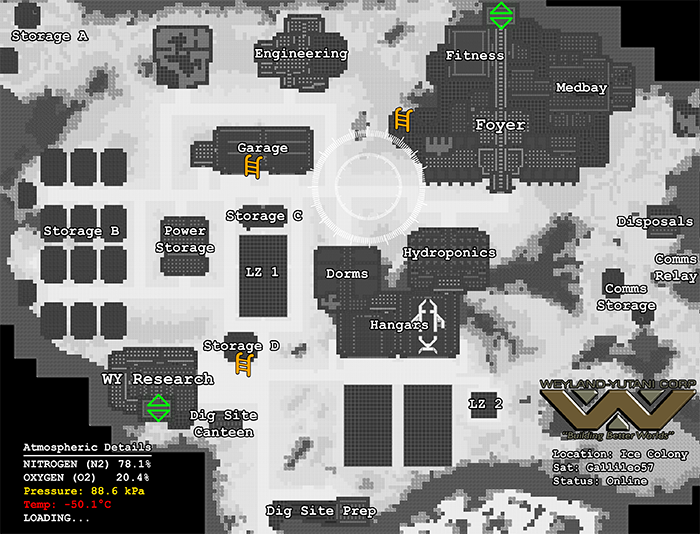 Storage A
Engineering
Fitness
Medbay
Foyer
Garage
Storage B
Power
Storage
Storage C
Disposals
Hydroponics
Comms
Relay
Dorms
LZ 1
Comms
Storage
Hangars
Storage D
WY Research
LZ 2
Dig Site
Canteen
WEYLAND-YUTANI CORP
"Building Better Worlds"
Location: Ice Colony
Sat: Gallileo57
Status: Online
Atmospheric Details
NITROGEN (N2) 78.1%
OXYGEN (O2) 20.4%
Pressure: 88.6 kPa
Temp: -50.1°C
LOADING...
Dig Site Prep